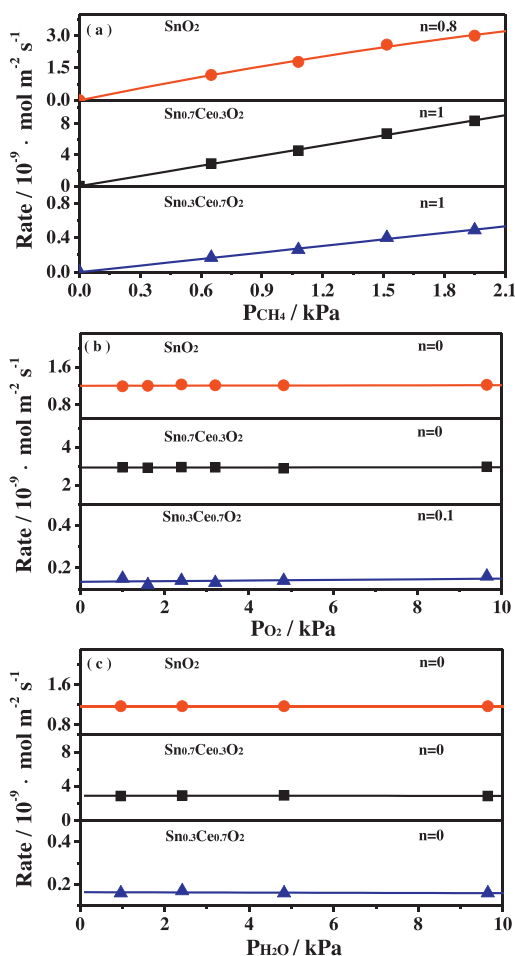 ( a ) SnO2 n=0.8
3.0
1.5
0.0
Sn0.7Ce0.3O2 n=1
8
4
0
Sn0.3Ce0.7O2 n=1
0.8
0.4
0.0
0.0 0.3 0.6 0.9 1.2 1.5 1.8 2.1
PCH4 / kPa
Rate / 10-9 · mol m-2 s-1
( b ) SnO2 n=0
1.6
0.8
Sn0.7Ce0.3O2 n=0
4
2
Sn0.3Ce0.7O2 n=0.1
0.4
0.2
0 2 4 6 8 10
PO2 / kPa
Rate / 10-9 · mol m-2 s-1
( c ) SnO2 n=0
1.6
0.8
Sn0.7Ce0.3O2 n=0
8
4
0
Sn0.3Ce0.7O2 n=0
0.4
0.2
0 2 4 6 8 10
PH2O / kPa
Rate / 10-9 · mol m-2 s-1